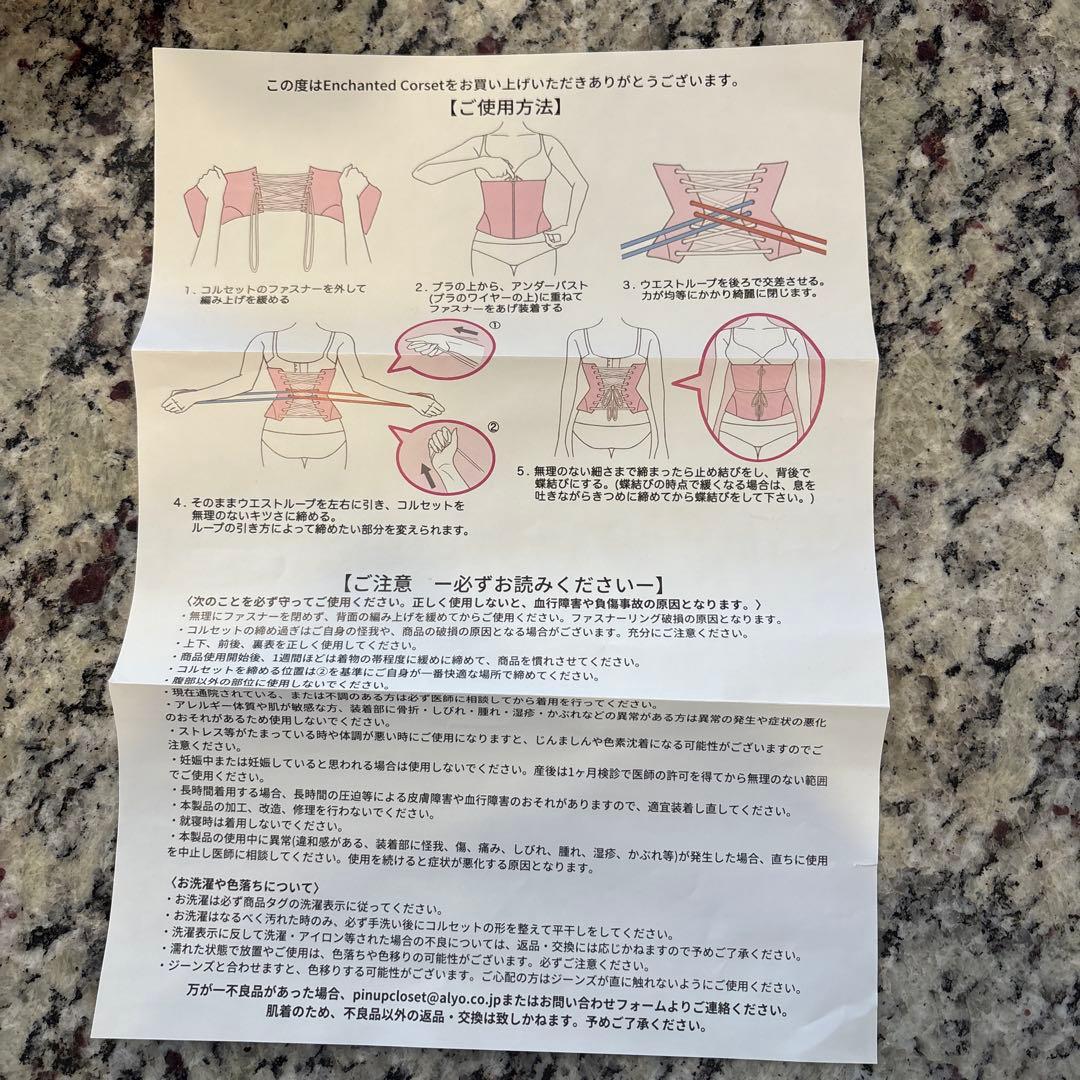 この度はEnchanted Corsetをお買い上げいただきありがとうございます。
【ご使用方法】
1．コルセットのファスナーを外して
編み上げを緩める
2．ブラの上から、アンダーバスト
(ブラのワイヤーの上)に重ねて
ファスナーをあげ装着する
3．ウエストループを後ろで交差させる。
力が均等にかかり綺麗に閉じます。
①
②
4．そのままウエストループを左右に引き、コルセットを
無理のないキツさに締める。
ループの引き方によって締めたい部分を変えられます。
5．無理のない細さまで締まったら止め結びをし、背後で
蝶結びにする。(蝶結びの時点で緩くなる場合は、息を
吐きながらきつめに締めてから蝶結びをして下さい。)
【ご注意　ー必ずお読みくださいー】
〈次のことを必ず守ってご使用ください。正しく使用しないと、血行障害や負傷事故の原因となります。〉
・無理にファスナーを閉めず、背面の編み上げを緩めてからご使用ください。ファスナーリング破損の原因となります。
・コルセットの締め過ぎはご自身の怪我や、商品の破損の原因となる場合がございます。充分にご注意ください。
・上下、前後、裏表を正しく使用してください。
・商品使用開始後、1週間ほどは着物の帯程度に緩めに締めて、商品を慣れさせてください。
・コルセットを締める位置は②を基準にご自身が一番快適な場所で締めてください。
・腹部以外の部位に使用しないでください。
・現在通院されている、または不調のある方は必ず医師に相談してから着用を行ってください。
・アレルギー体質や肌が敏感な方、装着部に骨折・しびれ・腫れ・湿疹・かぶれなどの異常がある方は異常の発生や症状の悪化
のおそれがあるため使用しないでください。
・ストレス等がたまっている時や体調が悪い時にご使用になりますと、じんましんや色素沈着になる可能性がございますのでご
注意ください。
・妊娠中または妊娠していると思われる場合は使用しないでください。産後は1ヶ月検診で医師の許可を得てから無理のない範囲
でご使用ください。
・長時間着用する場合、長時間の圧迫等による皮膚障害や血行障害のおそれがありますので、適宜装着し直してください。
・本製品の加工、改造、修理を行わないでください。
・就寝時は着用しないでください。
・本製品の使用中に異常(違和感がある、装着部に怪我、傷、痛み、しびれ、腫れ、湿疹、かぶれ等)が発生した場合、直ちに使用
を中止し医師に相談してください。使用を続けると症状が悪化する原因となります。
〈お洗濯や色落ちについて〉
・お洗濯は必ず商品タグの洗濯表示に従ってください。
・お洗濯はなるべく汚れた時のみ、必ず手洗い後にコルセットの形を整えて平干しをしてください。
・洗濯表示に反して洗濯・アイロン等された場合の不良については、返品・交換には応じかねますので予めご了承ください。
・濡れた状態で放置やご使用は、色落ちや色移りの可能性がございます。必ずご注意ください。
・ジーンズと合わせますと、色移りする可能性がございます。ご心配の方はジーンズが直に触れないようにご使用ください。
万が一不良品があった場合、pinupcloset@alyo.co.jpまたはお問い合わせフォームよりご連絡ください。
肌着のため、不良品以外の返品・交換は致しかねます。予めご了承ください。